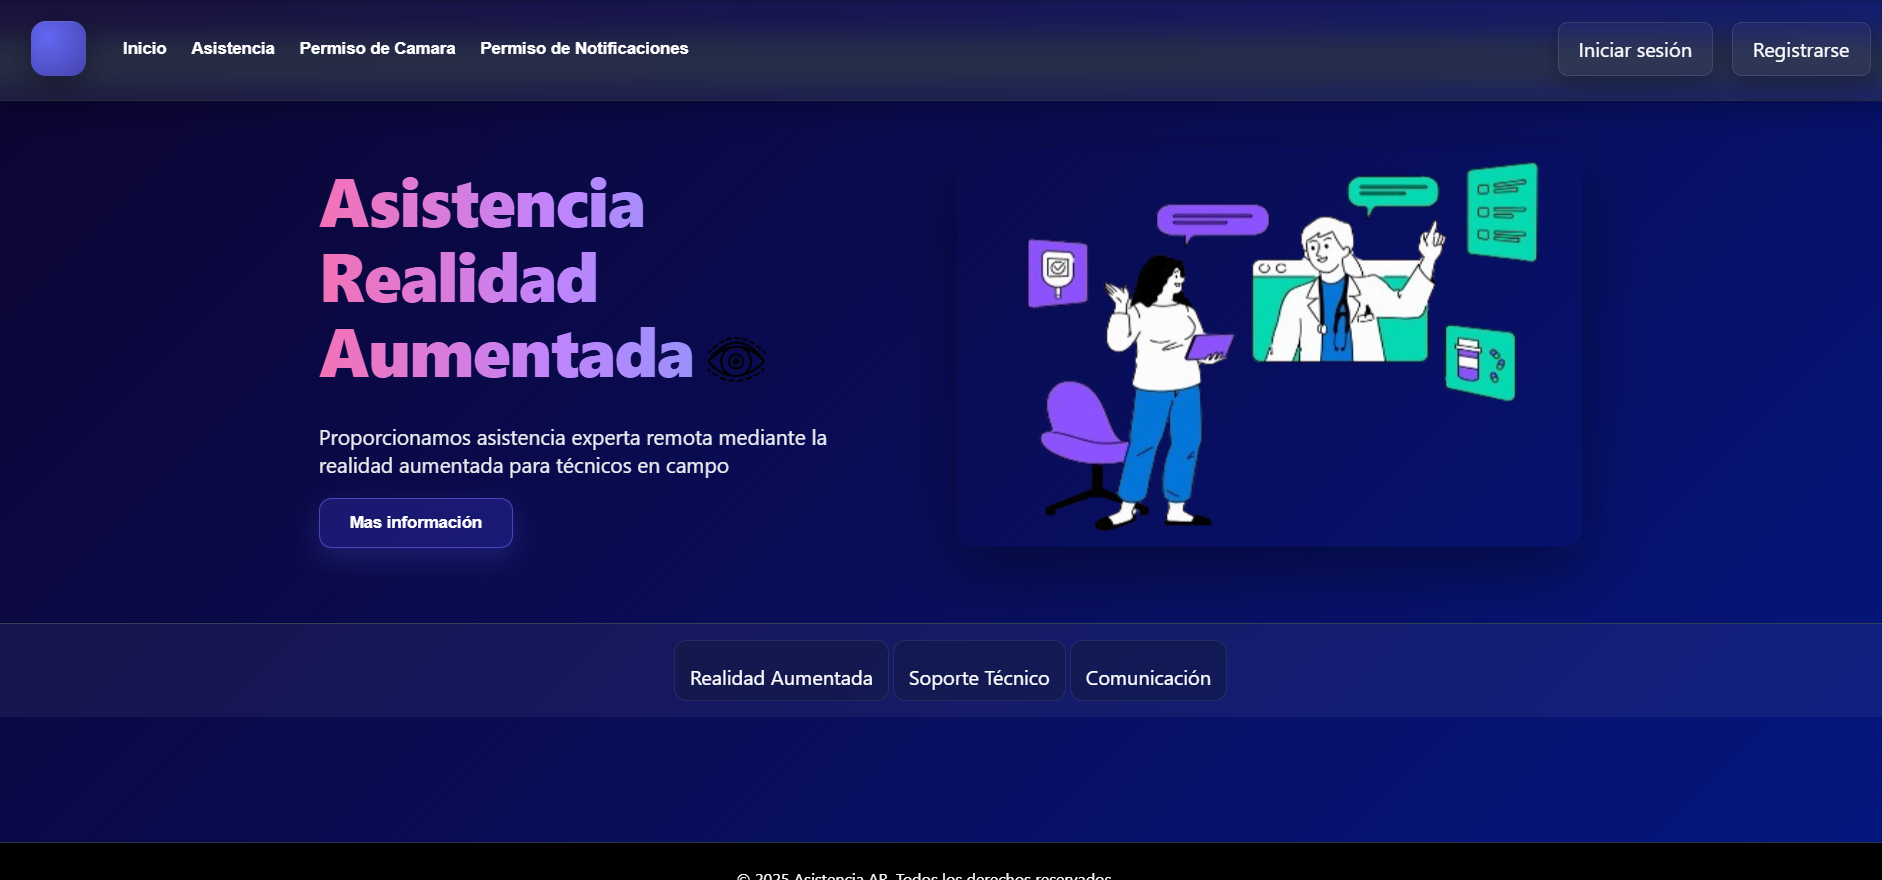 Inicio Asistencia Permiso de Camara Permiso de Notificaciones Iniciar sesión Registrarse
Asistencia
Realidad
Aumentada
Proporcionamos asistencia experta remota mediante la
realidad aumentada para técnicos en campo
Mas información
Realidad Aumentada Soporte Técnico Comunicación
© 2025 Asistencia AR. Todos los derechos reservados.